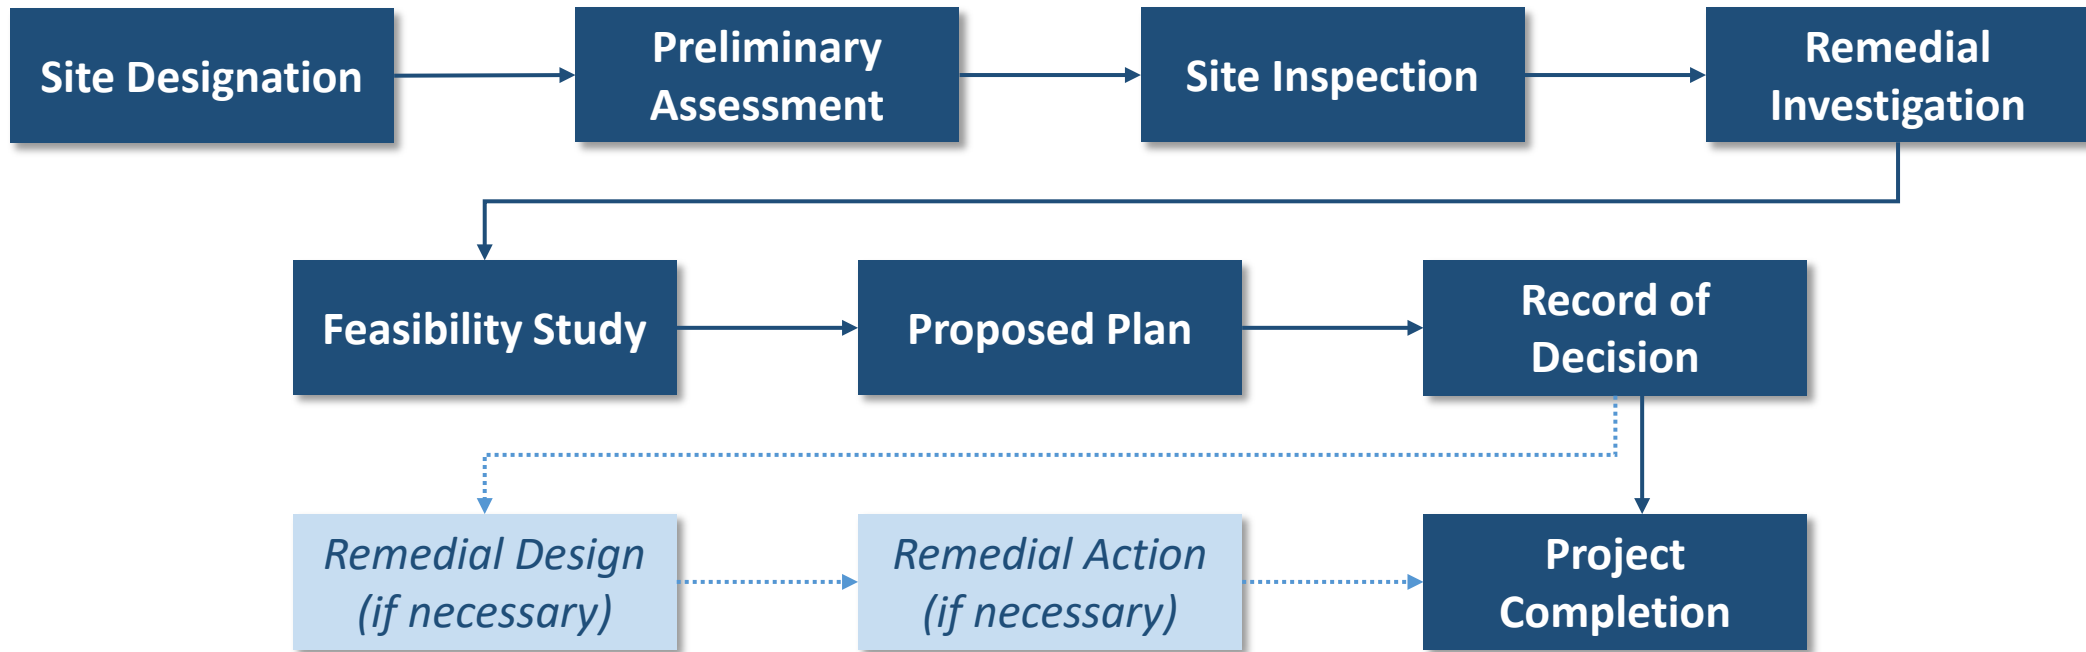 Site Designation
Preliminary
Assessment
Site Inspection
Remedial
Investigation
Feasibility Study
Proposed Plan
Record of
Decision
Remedial Design
(if necessary)
Remedial Action
(if necessary)
Project
Completion